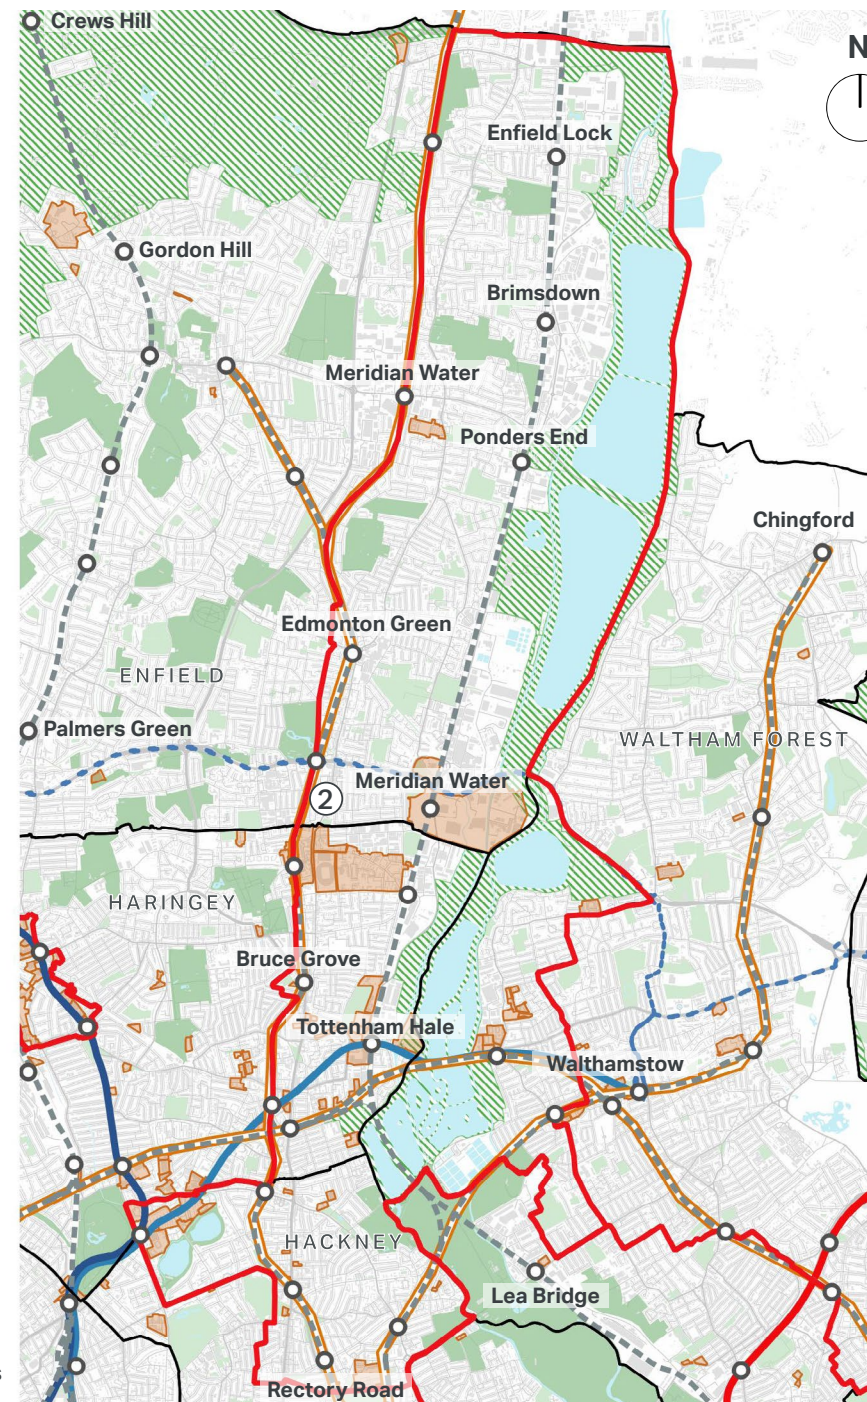 Crews Hill
N
Enfield Lock
Gordon Hill
Brimsdown
Meridian Water
Ponders End
Chingford
Edmonton Green
ENFIELD
Palmers Green
WALTHAM FOREST
Meridian Water
2
HARINGEY
Bruce Grove
Tottenham Hale
Walthamstow
HACKNEY
Lea Bridge
s
Rectory Road